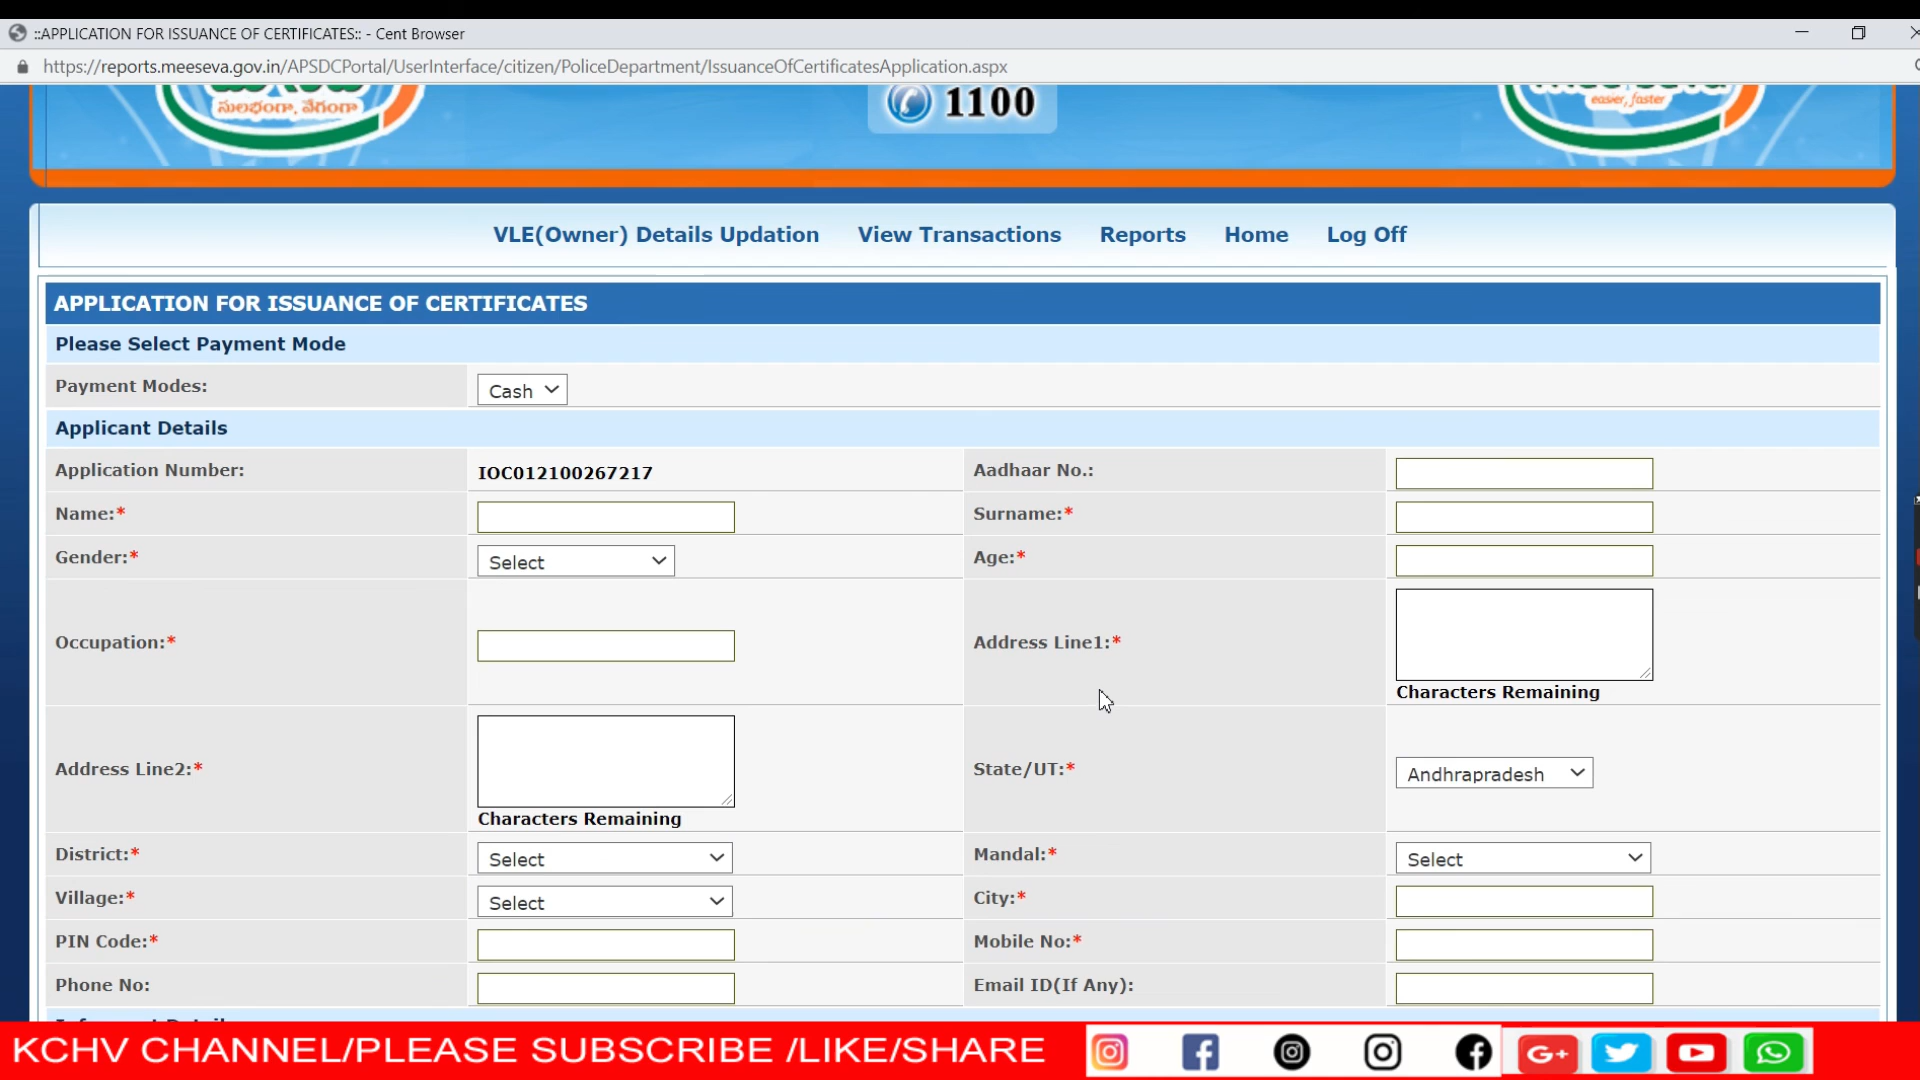 ::APPLICATION FOR ISSUANCE OF CERTIFICATES:: - Cent Browser
https://reports.meeseva.gov.in/APSDCPortal/UserInterface/citizen/PoliceDepartment/IssuanceOfCertificatesApplication.aspx
సులభంగా, వేగంగా
1100
easier, faster
VLE(Owner) Details Updation View Transactions Reports Home Log Off
APPLICATION FOR ISSUANCE OF CERTIFICATES
Please Select Payment Mode
Payment Modes: Cash
Applicant Details
Application Number: IOC012100267217 Aadhaar No.:
Name:* Surname:*
Gender:* Select Age:*
Occupation:* Address Line1:*
Characters Remaining
Address Line2:* State/UT:* Andhrapradesh
Characters Remaining
District:* Select Mandal:* Select
Village:* Select City:*
PIN Code:* Mobile No:*
Phone No: Email ID(If Any):
KCHV CHANNEL/PLEASE SUBSCRIBE /LIKE/SHARE
G+